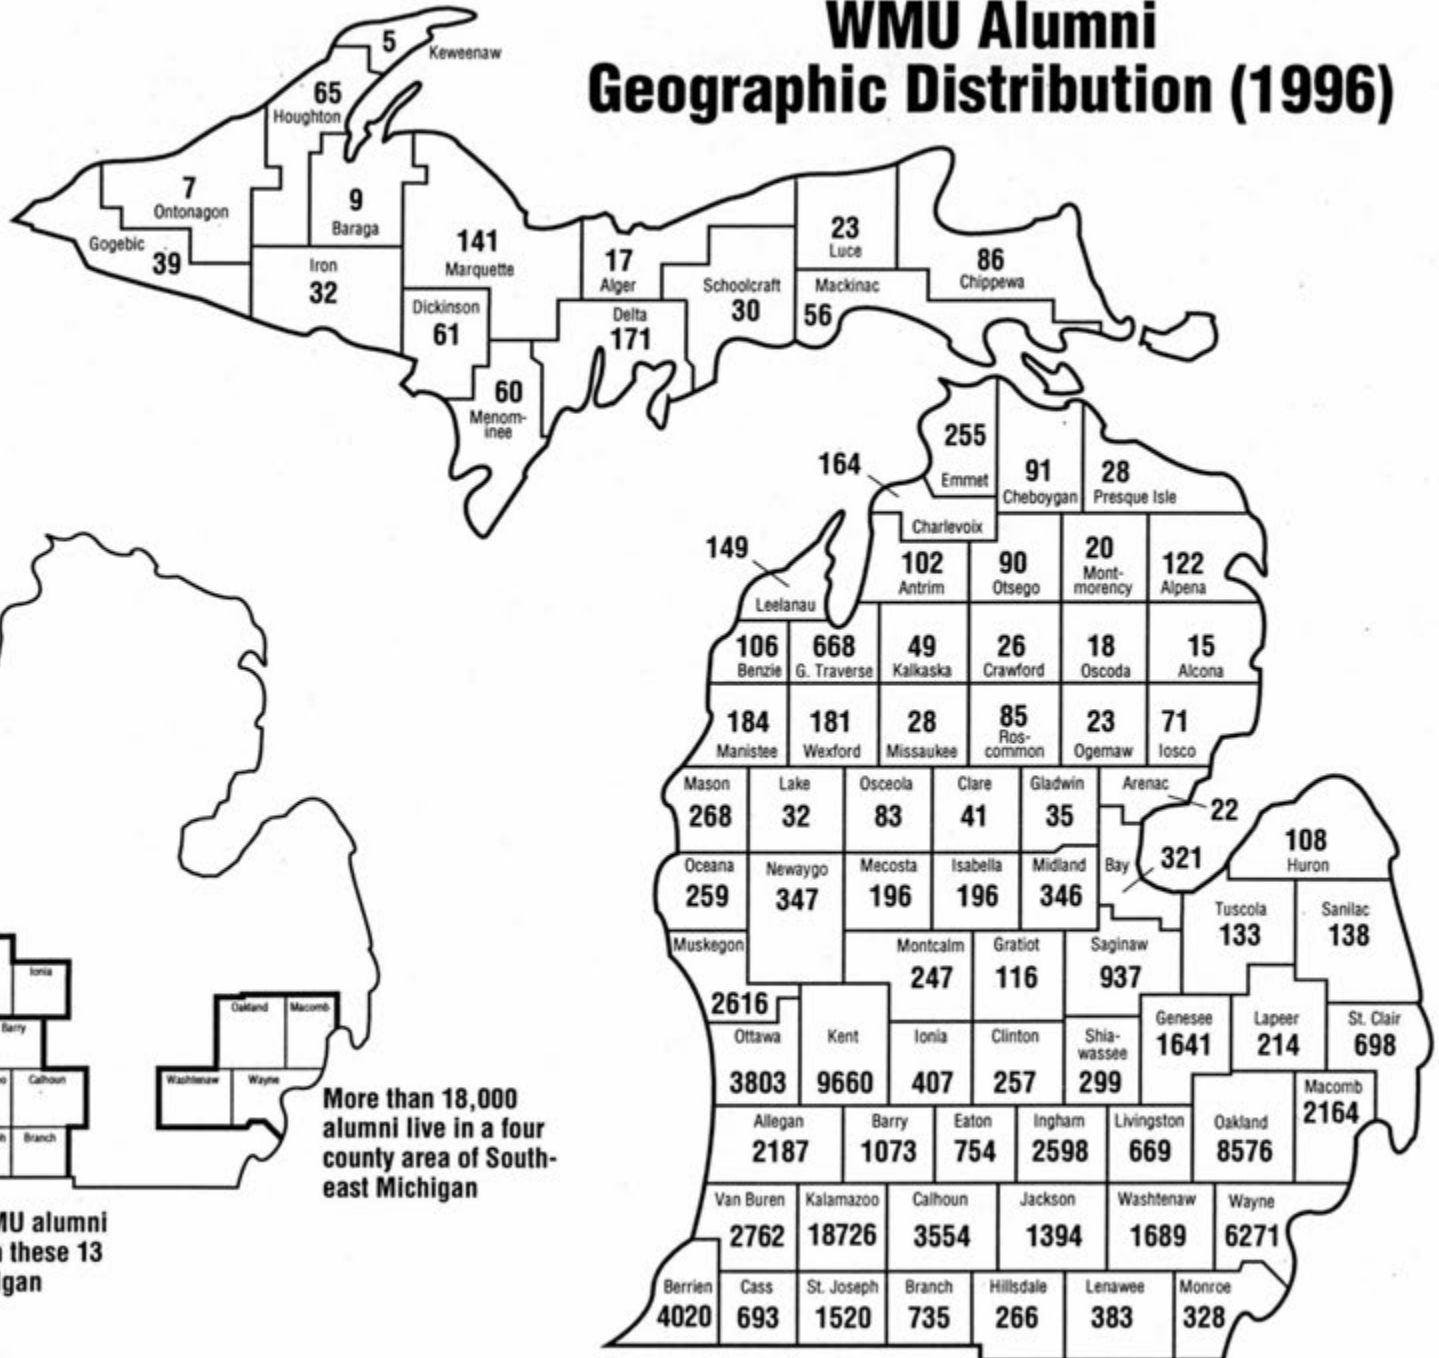 WMU Alumni
Geographic Distribution (1996)
5
Keweenaw
65
Houghton
7
Ontonagon
9
Baraga
Gogebic
39
Iron
32
141
Marquette
Dickinson
61
60
Menom-
inee
17
Alger
Delta
171
Schoolcraft
30
23
Luce
Mackinac
56
86
Chippewa
255
Emmet
91
Cheboygan
28
Presque Isle
164
Charlevoix
149
Leelanau
102
Antrim
90
Otsego
20
Mont-
morency
122
Alpena
106
Benzie
668
G. Traverse
49
Kalkaska
26
Crawford
18
Oscoda
15
Alcona
184
Manistee
181
Wexford
28
Missaukee
85
Ros-
common
23
Ogemaw
71
Iosco
Mason
268
Lake
32
Osceola
83
Clare
41
Gladwin
35
Arenac
22
Oceana
259
Newaygo
347
Mecosta
196
Isabella
196
Midland
346
Bay
321
108
Huron
Tuscola
133
Sanilac
138
Muskegon
2616
Montcalm
247
Gratiot
116
Saginaw
937
Ottawa
3803
Kent
9660
Ionia
407
Clinton
257
Shia-
wassee
299
Genesee
1641
Lapeer
214
St. Clair
698
Allegan
2187
Barry
1073
Eaton
754
Ingham
2598
Livingston
669
Oakland
8576
Macomb
2164
Van Buren
2762
Kalamazoo
18726
Calhoun
3554
Jackson
1394
Washtenaw
1689
Wayne
6271
Berrien
4020
Cass
693
St. Joseph
1520
Branch
735
Hillsdale
266
Lenawee
383
Monroe
328
Ionia
Barry
Calhoun
Branch
Oakland
Macomb
Washtenaw
Wayne
More than 18,000
alumni live in a four
county area of South-
east Michigan
MU alumni
these 13
igan